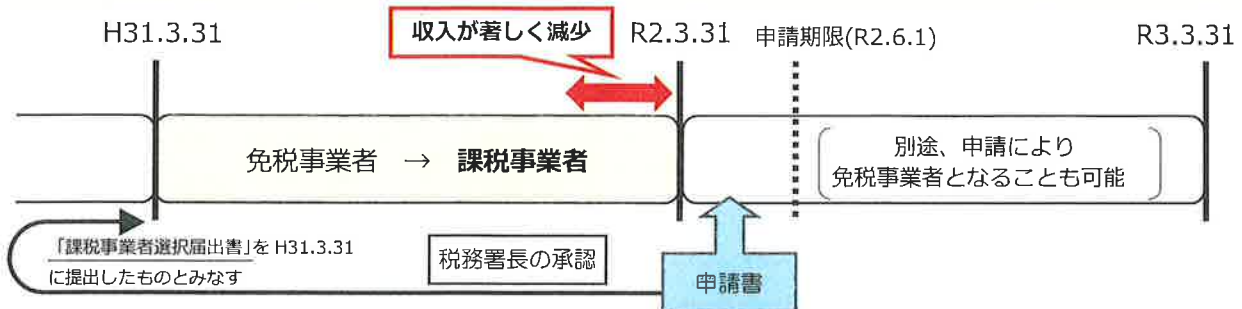 H31.3.31
収入が著しく減少
R2.3.31
申請期限(R2.6.1)
R3.3.31
免税事業者 → 課税事業者
別途、申請により
免税事業者となることも可能
「課税事業者選択届出書」を H31.3.31
に提出したものとみなす
税務署長の承認
申請書